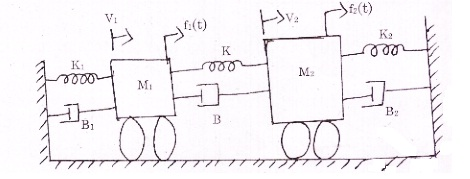 V₁ f₁(t) V₂ f₂(t)
K₁ K K₂
M₁ M₂
B₁ B B₂